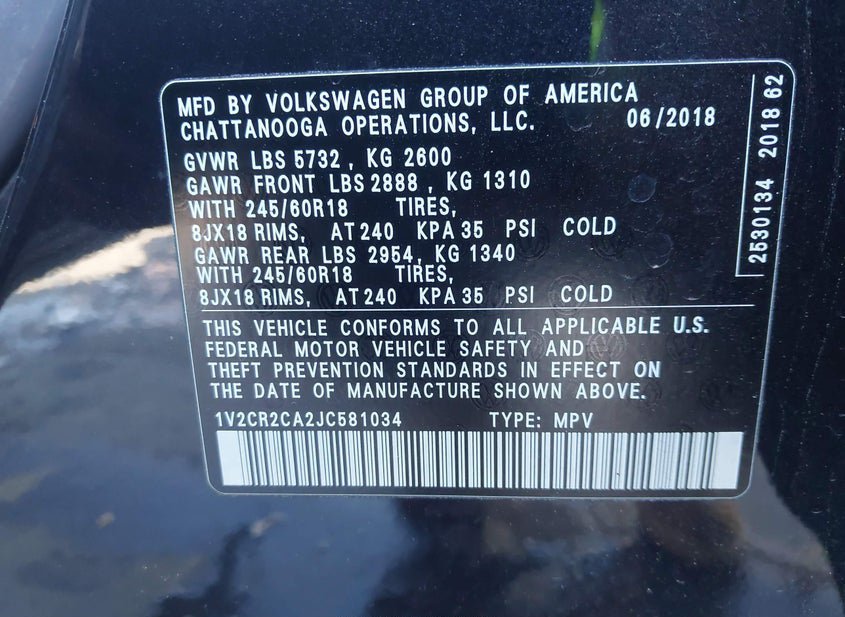 MFD BY VOLKSWAGEN GROUP OF AMERICA
CHATTANOOGA OPERATIONS, LLC. 06/2018
GVWR LBS 5732 , KG 2600
GAWR FRONT LBS 2888 , KG 1310
WITH 245/60R18 TIRES,
8JX18 RIMS, AT 240 KPA 35 PSI COLD
GAWR REAR LBS 2954, KG 1340
WITH 245/60R18 TIRES,
8JX18 RIMS, AT 240 KPA 35 PSI COLD
THIS VEHICLE CONFORMS TO ALL APPLICABLE U.S.
FEDERAL MOTOR VEHICLE SAFETY AND
THEFT PREVENTION STANDARDS IN EFFECT ON
THE DATE OF MANUFACTURE SHOWN ABOVE.
1V2CR2CA2JC581034 TYPE: MPV
2530134 2018 62